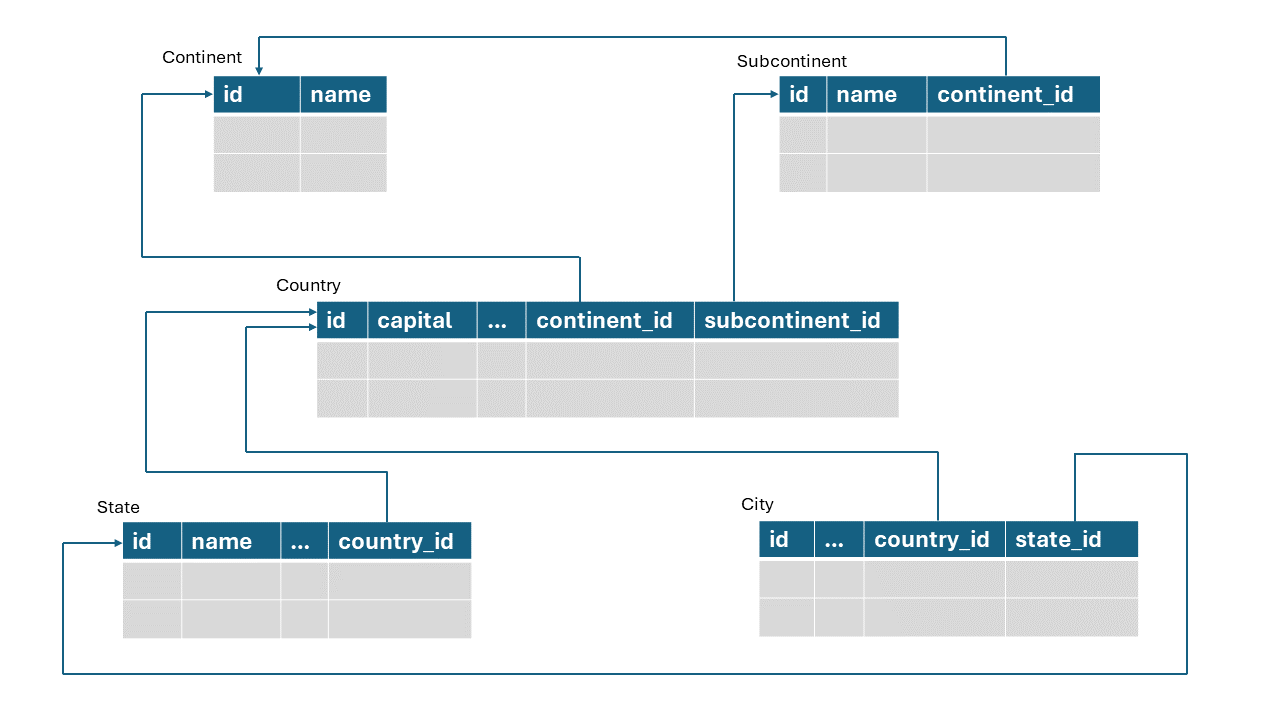 Continent
id name
Subcontinent
id name continent_id
Country
id capital ... continent_id subcontinent_id
State
id name ... country_id
City
id ... country_id state_id